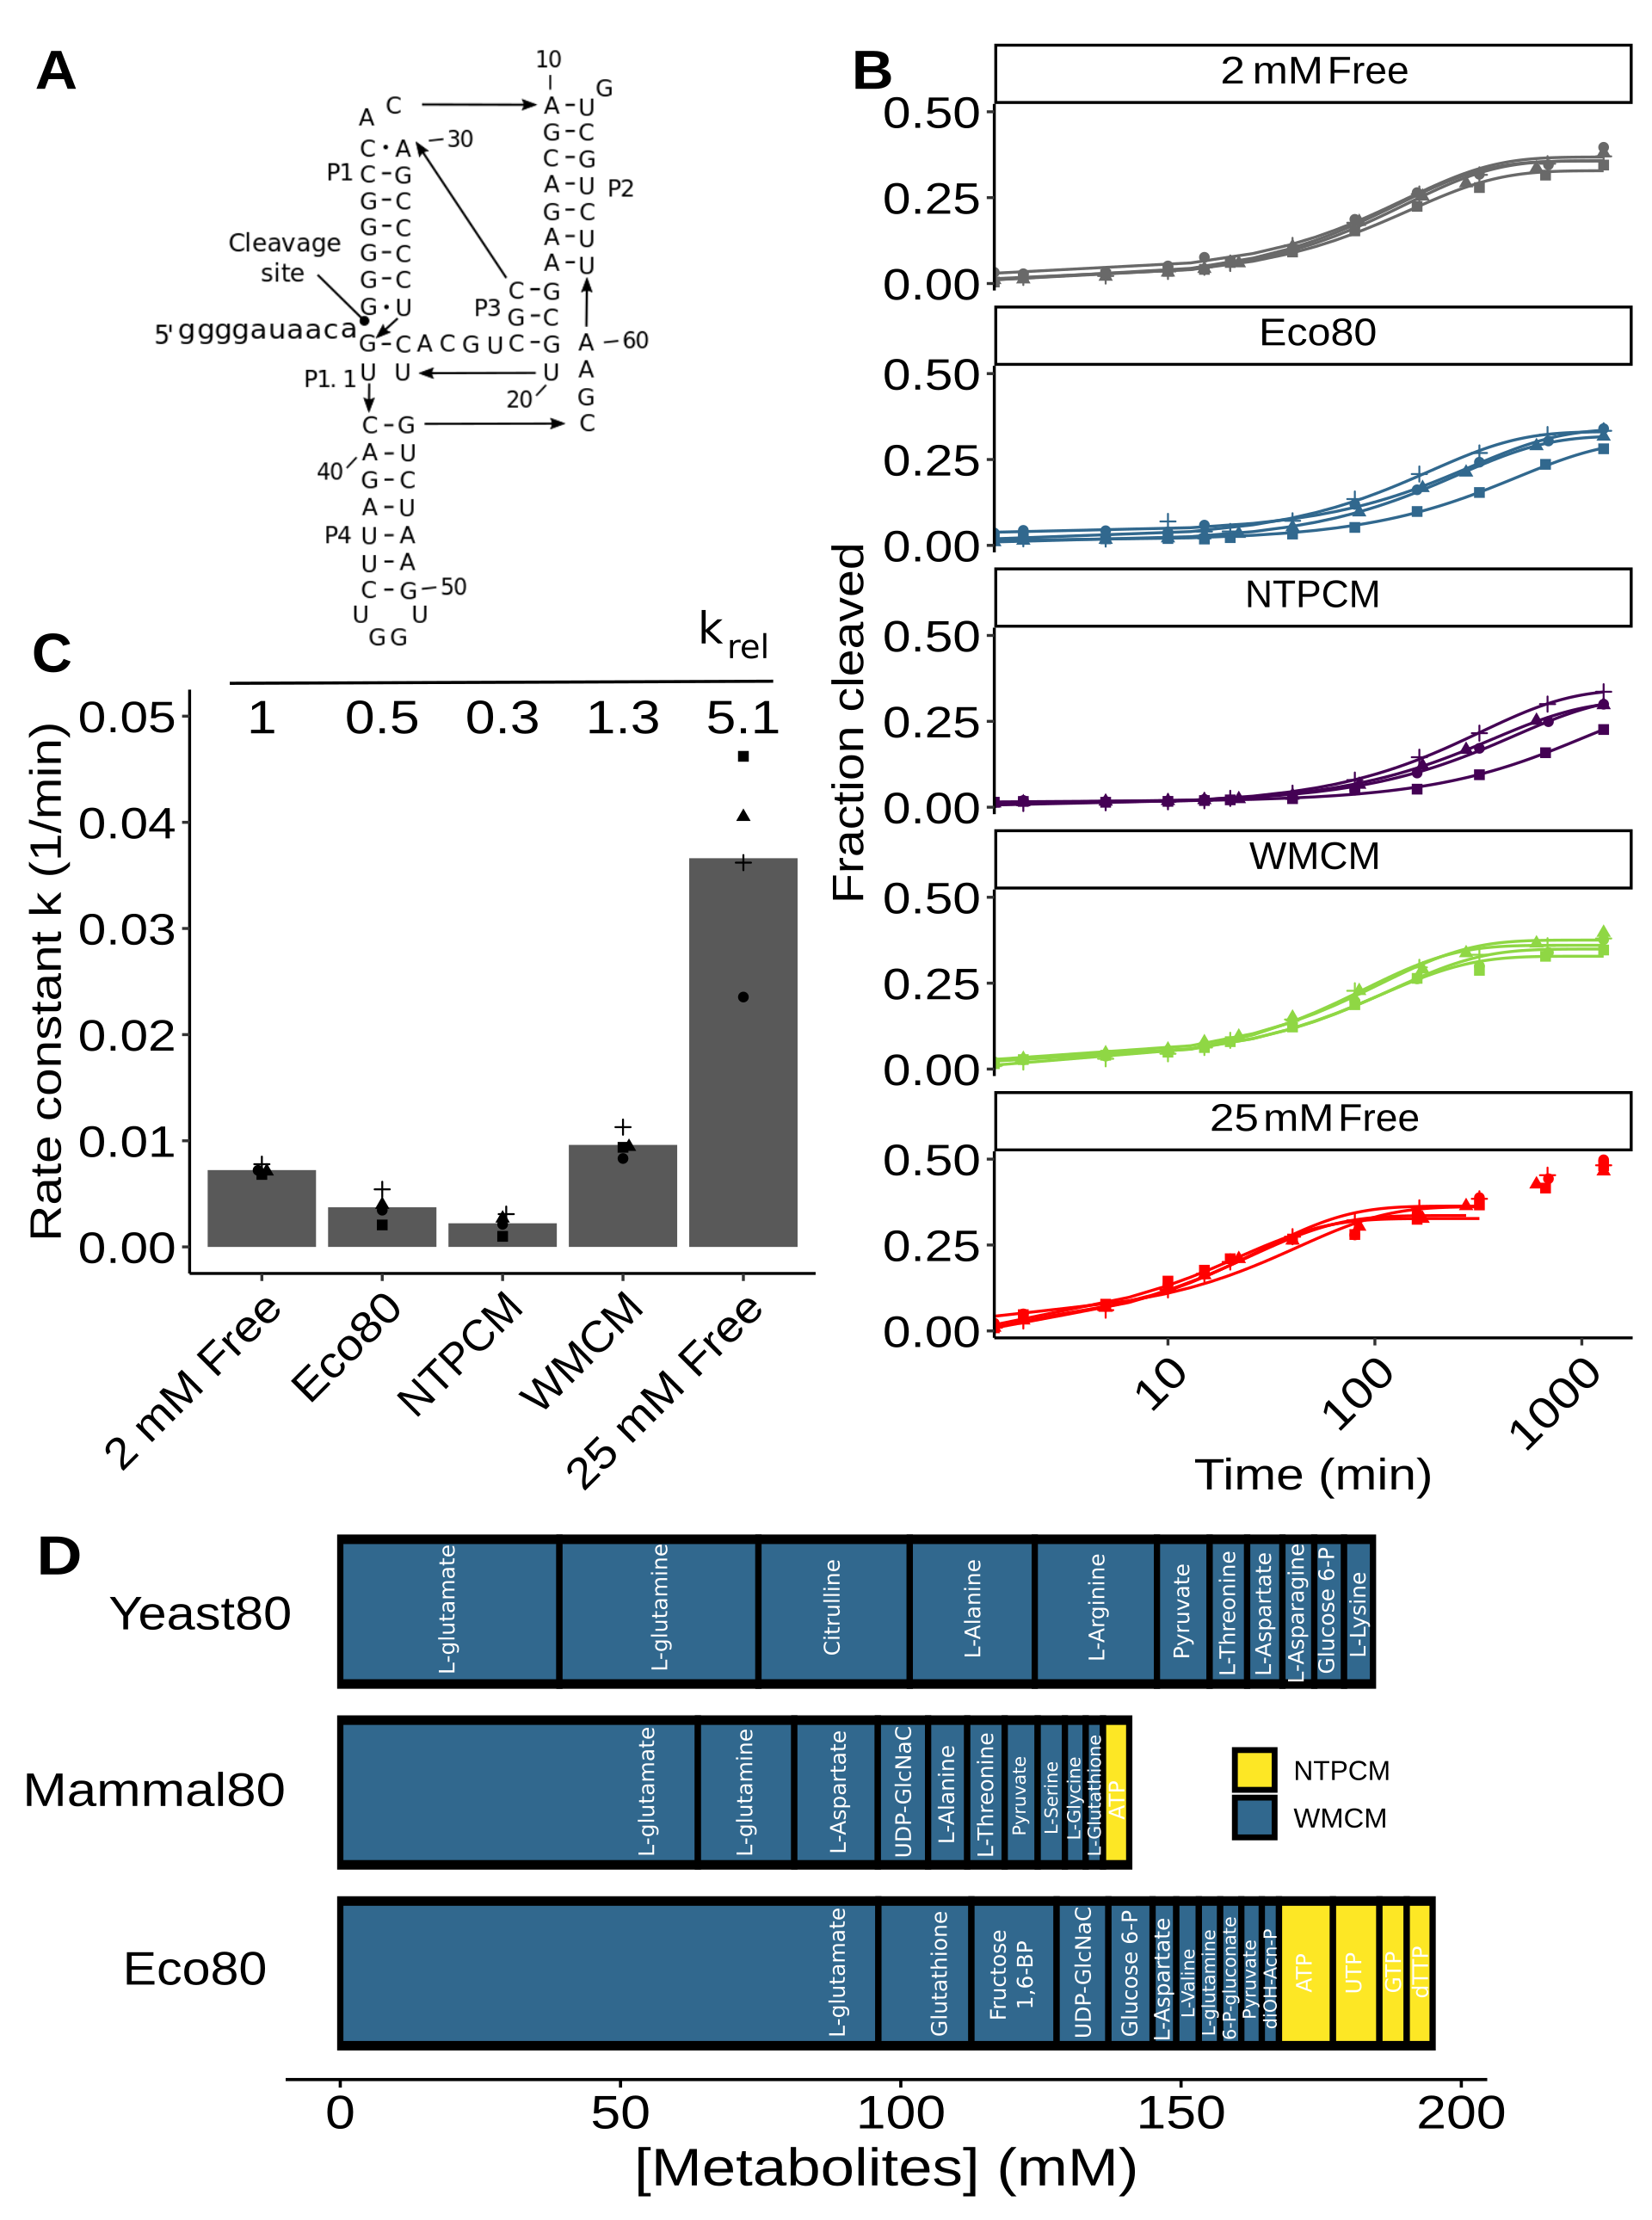 A
10
A C
A - U G
C · A - 30
G - C
P1 C - G
C - G
G - C
A - U P2
G - C
G - C
Cleavage
site
G - C
A - U
G - C
A - U
G · U
P3 C - G
G - C
5' ggggauaaca
G - C A C G U C - G A - 60
P1. 1 U U U A
20 G
C - G C
40 A - U
G - C
A - U
P4 U - A
U - A
C - G - 50
U U
G G
B
Fraction cleaved
2 mM Free
0.50
0.25
0.00
Eco80
0.50
0.25
0.00
NTPCM
0.50
0.25
0.00
WMCM
0.50
0.25
0.00
25 mM Free
0.50
0.25
0.00
10 100 1000
Time (min)
C
k rel
1 0.5 0.3 1.3 5.1
Rate constant k (1/min)
0.05
0.04
0.03
0.02
0.01
0.00
2 mM Free Eco80 NTPCM WMCM 25 mM Free
D
Yeast80
L-glutamate L-glutamine Citrulline L-Alanine L-Arginine Pyruvate L-Threonine L-Aspartate L-Asparagine Glucose 6-P L-Lysine
Mammal80
L-glutamate L-glutamine L-Aspartate UDP-GlcNaC L-Alanine L-Threonine Pyruvate L-Serine L-Glycine L-Glutathione ATP
NTPCM
WMCM
Eco80
L-glutamate Glutathione Fructose
1,6-BP
UDP-GlcNaC Glucose 6-P L-Aspartate L-Valine L-glutamine 6-P-gluconate Pyruvate diOH-Acn-P ATP UTP GTP dTTP
0 50 100 150 200
[Metabolites] (mM)